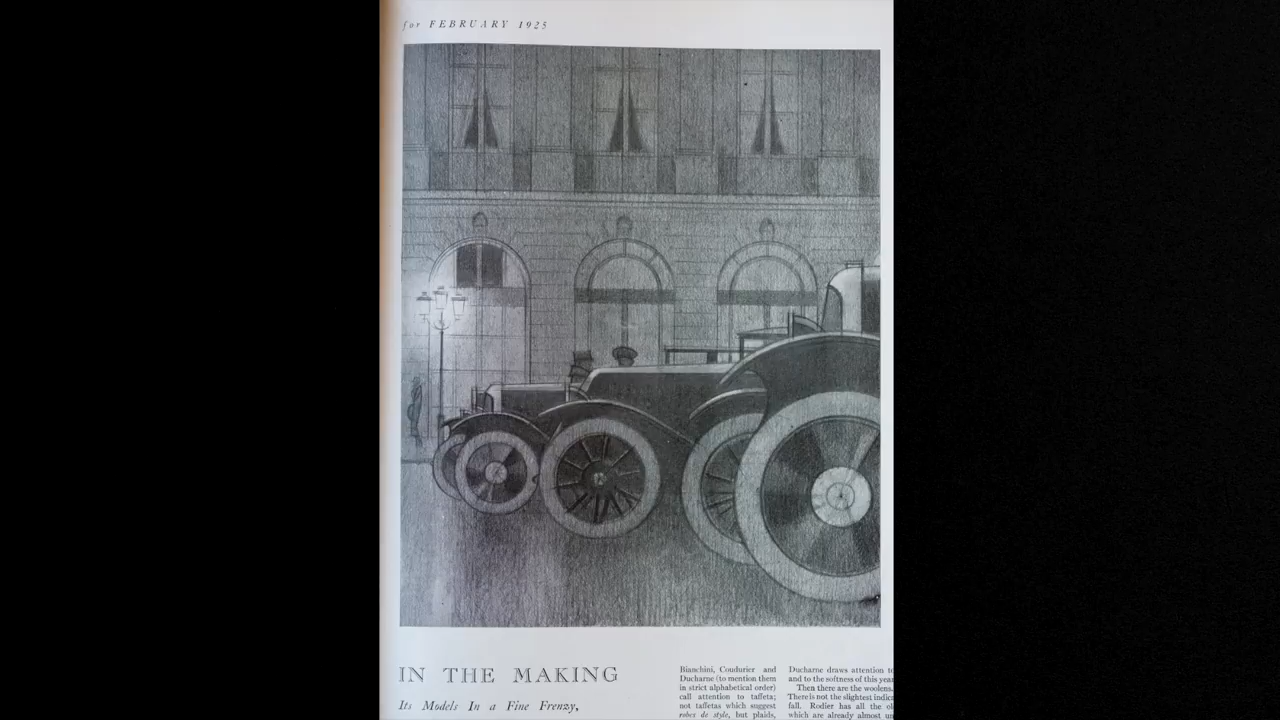 for FEBRUARY 1925
IN THE MAKING
Its Models In a Fine Frenzy,
Bianchini, Coudurier and
Ducharne (to mention them
in strict alphabetical order)
call attention to taffeta;
not taffetas which suggest
robes de style, but plaids,
Ducharne draws attention to
and to the softness of this year
Then there are the woolens.
There is not the slightest indica
fall. Rodier has all the ol
which are already almost un